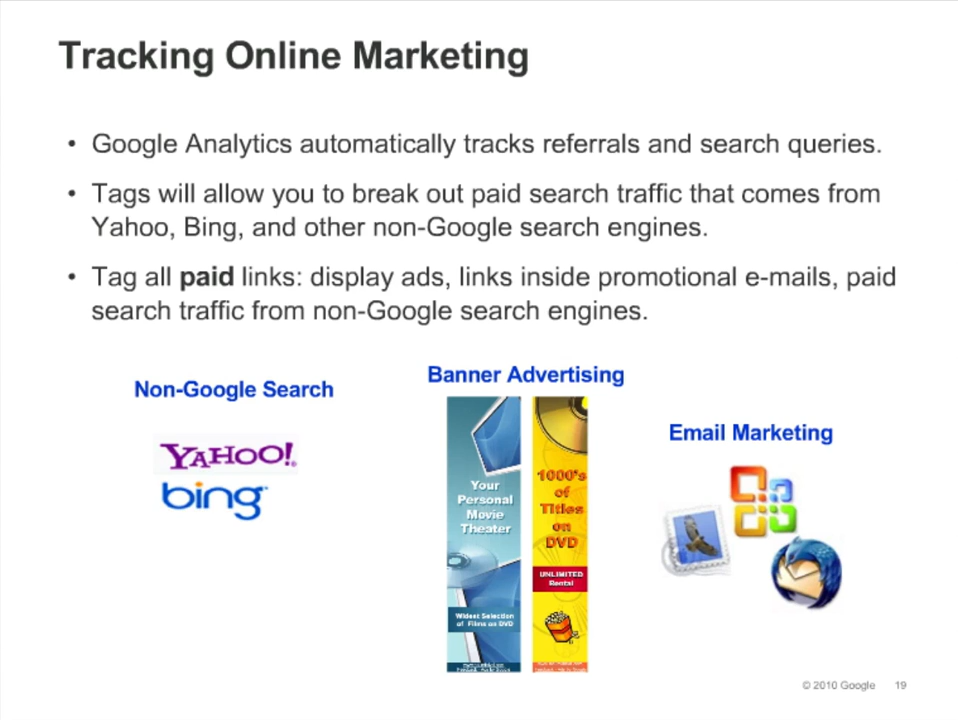 Tracking Online Marketing
• Google Analytics automatically tracks referrals and search queries.
• Tags will allow you to break out paid search traffic that comes from
Yahoo, Bing, and other non-Google search engines.
• Tag all paid links: display ads, links inside promotional e-mails, paid
search traffic from non-Google search engines.
Non-Google Search
YAHOO!
bing
Banner Advertising
Your
Personal
Movie
Theater
Widest Selection
of Films on DVD
1000's
of
Titles
on
DVD
UNLIMITED
Rental
Email Marketing
© 2010 Google 19